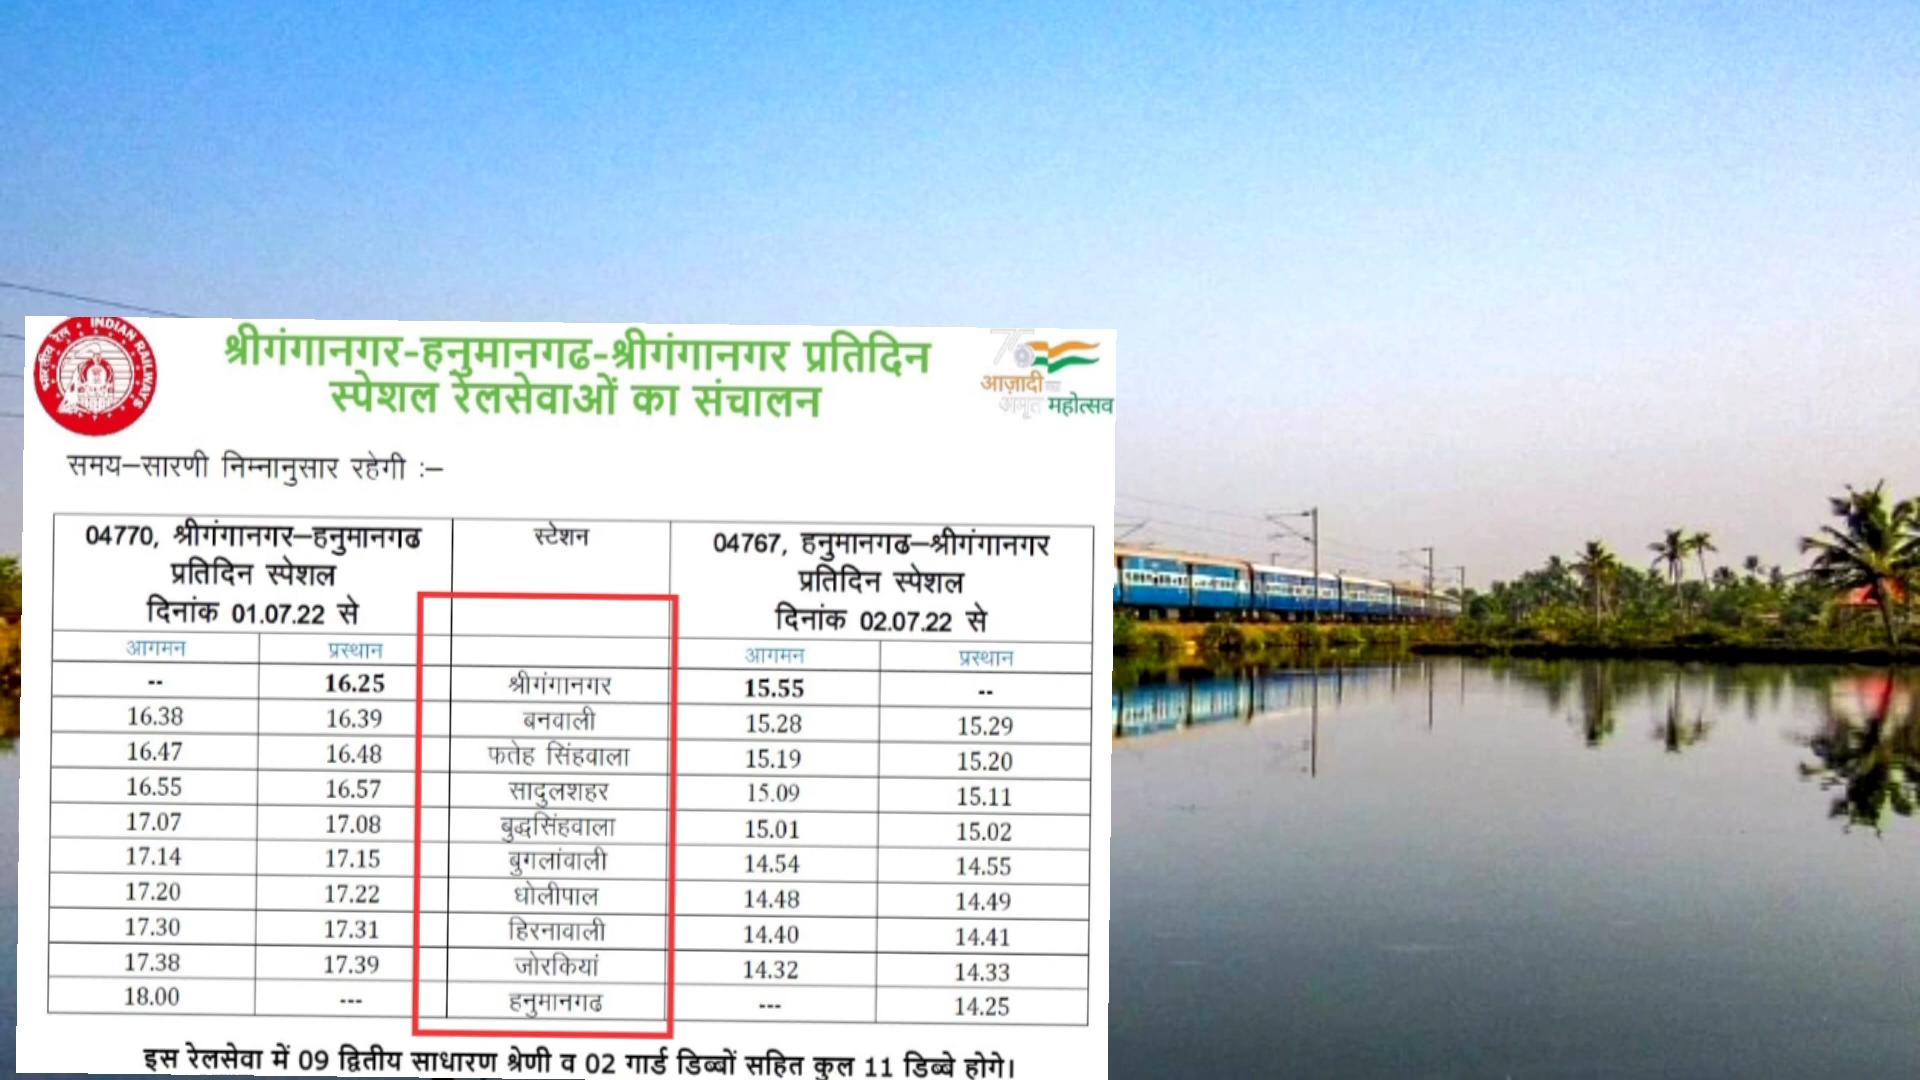 भारतीय रेल INDIAN RAILWAYS
श्रीगंगानगर-हनुमानगढ-श्रीगंगानगर प्रतिदिन
स्पेशल रेलसेवाओं का संचालन
आज़ादी का
अमृत महोत्सव
समय–सारणी निम्नानुसार रहेगी :–
04770, श्रीगंगानगर–हनुमानगढ प्रतिदिन स्पेशल दिनांक 01.07.22 से स्टेशन 04767, हनुमानगढ–श्रीगंगानगर प्रतिदिन स्पेशल दिनांक 02.07.22 से
आगमन प्रस्थान आगमन प्रस्थान
-- 16.25 श्रीगंगानगर 15.55 --
16.38 16.39 बनवाली 15.28 15.29
16.47 16.48 फतेह सिंहवाला 15.19 15.20
16.55 16.57 सादुलशहर 15.09 15.11
17.07 17.08 बुद्धसिंहवाला 15.01 15.02
17.14 17.15 बुगलांवाली 14.54 14.55
17.20 17.22 धोलीपाल 14.48 14.49
17.30 17.31 हिरनावाली 14.40 14.41
17.38 17.39 जोरकियां 14.32 14.33
18.00 --- हनुमानगढ --- 14.25
इस रेलसेवा में 09 द्वितीय साधारण श्रेणी व 02 गार्ड डिब्बों सहित कुल 11 डिब्बे होगे।